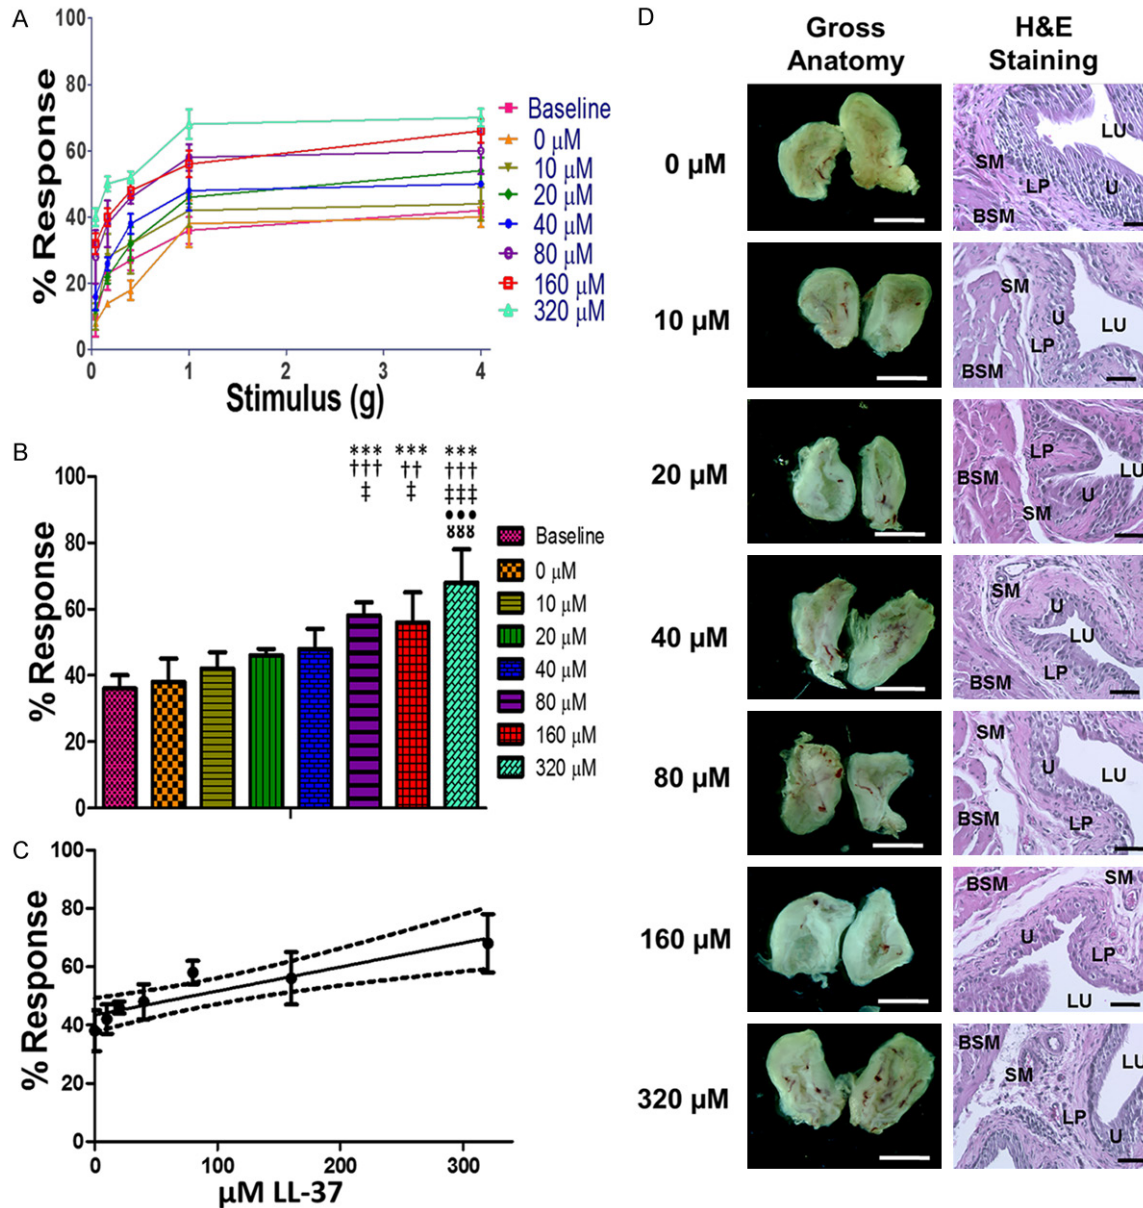 A
100
80
60
40
20
0
% Response
0
1
2
3
4
Stimulus (g)
Baseline
0 µM
10 µM
20 µM
40 µM
80 µM
160 µM
320 µM
B
100
80
60
40
20
0
% Response
*** *** ***
††† †† †††
‡ ‡ ‡‡‡
•••
ȣȣȣ
Baseline
0 µM
10 µM
20 µM
40 µM
80 µM
160 µM
320 µM
C
100
80
60
40
20
0
% Response
0
100
200
300
µM LL-37
D
Gross
Anatomy
H&E
Staining
0 µM
LU
SM
LP
U
BSM
10 µM
SM
U
LU
LP
BSM
20 µM
LP
BSM
LU
U
SM
40 µM
SM
U
LU
LP
BSM
80 µM
SM
LU
U
BSM
LP
160 µM
BSM
SM
U
LP
LU
320 µM
BSM
LU
SM
LP
U